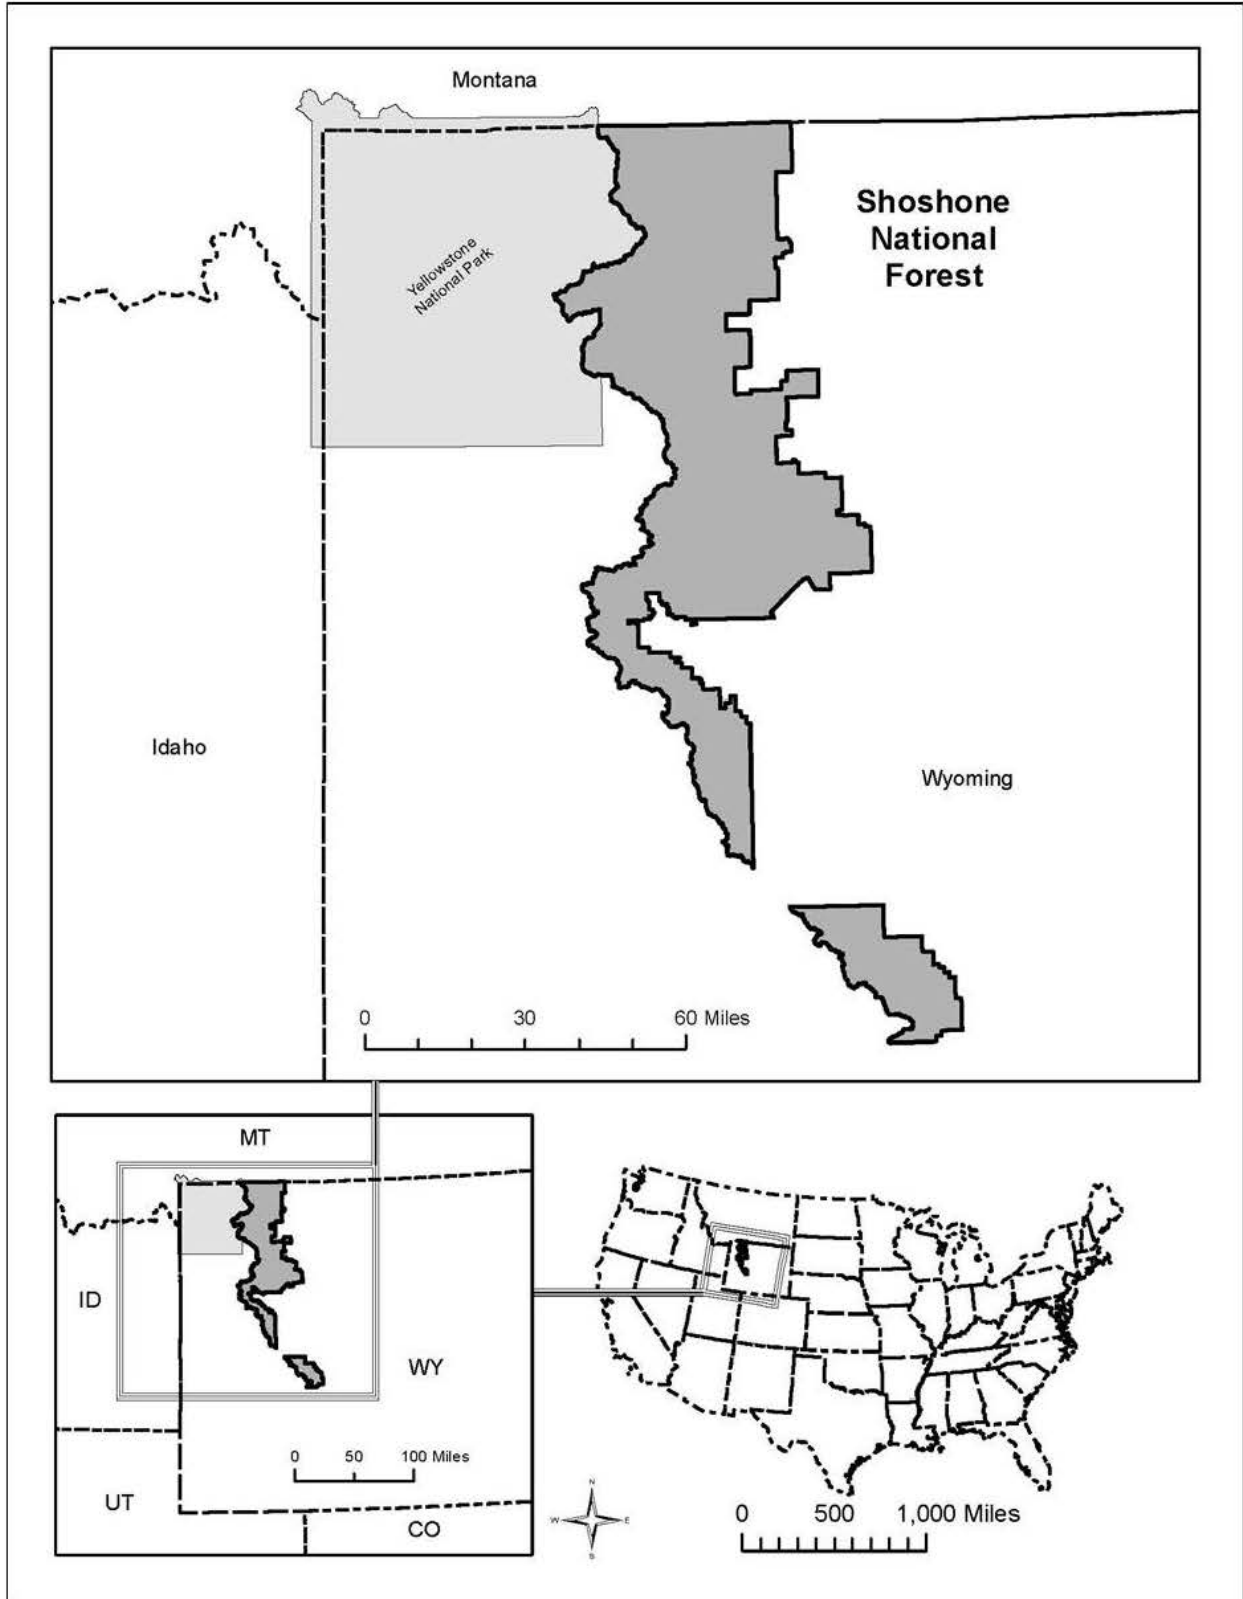 Montana
Shoshone
National
Forest
Yellowstone
National Park
Idaho
Wyoming
0 30 60 Miles
MT
ID
WY
0 50 100 Miles
UT
CO
N
W E
S
0 500 1,000 Miles